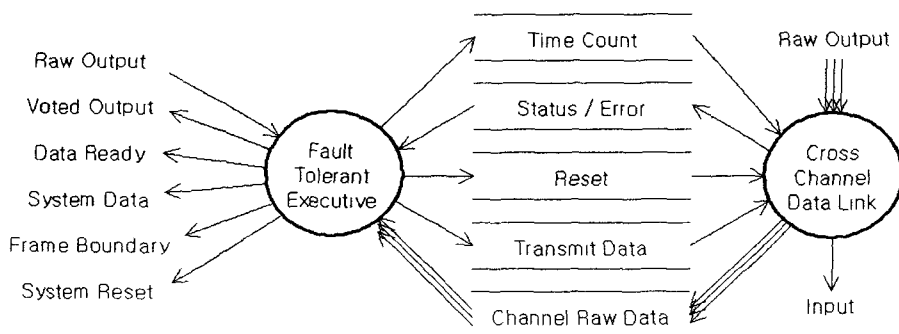 Raw Output
Voted Output
Data Ready
System Data
Frame Boundary
System Reset
Fault
Tolerant
Executive
Time Count
Status / Error
Reset
Transmit Data
Channel Raw Data
Raw Output
Cross
Channel
Data Link
Input